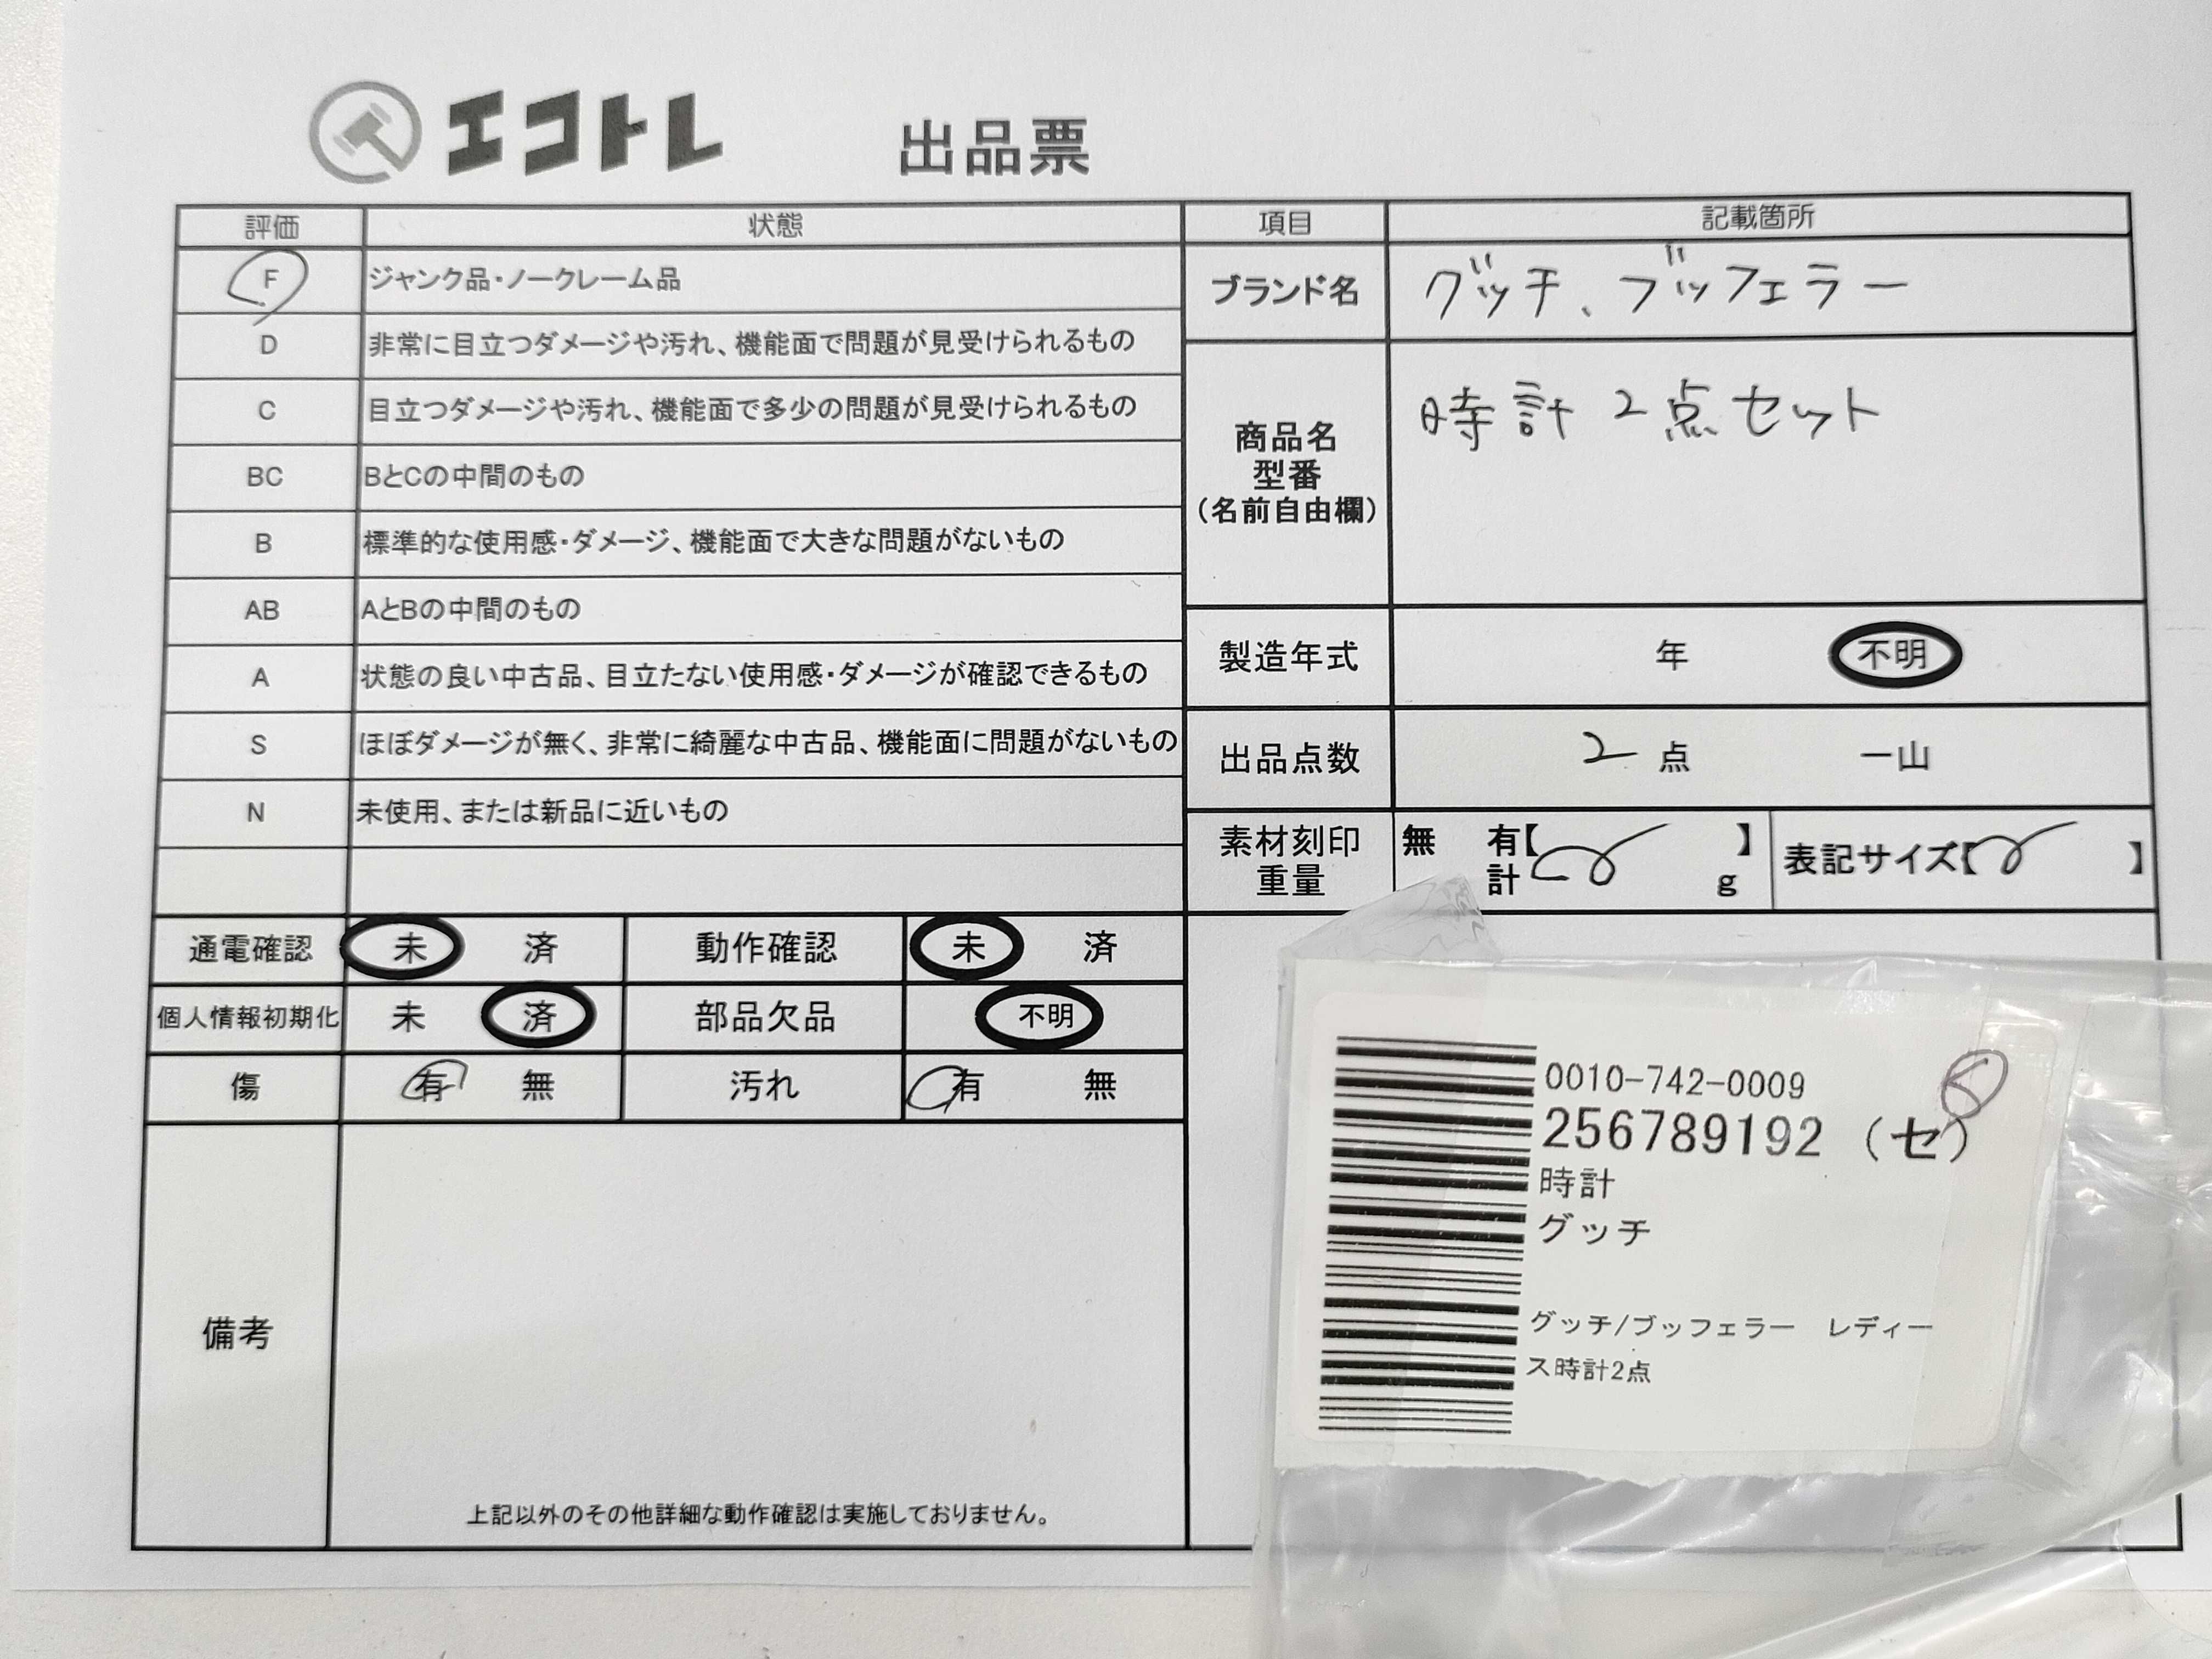 エコトレ 出品票
評価 状態 項目 記載箇所
F ジャンク品・ノークレーム品
ブランド名 グッチ、ブッフェラー
D 非常に目立つダメージや汚れ、機能面で問題が見受けられるもの
C 目立つダメージや汚れ、機能面で多少の問題が見受けられるもの
商品名
型番
（名前自由欄）
時計 2点セット
BC BとCの中間のもの
B 標準的な使用感・ダメージ、機能面で大きな問題がないもの
AB AとBの中間のもの
A 状態の良い中古品、目立たない使用感・ダメージが確認できるもの
製造年式 年 不明
S ほぼダメージが無く、非常に綺麗な中古品、機能面に問題がないもの
出品点数 2 点 一山
N 未使用、または新品に近いもの
素材刻印 無 有【 】 表記サイズ【 】
重量 計 g
通電確認 未 済 動作確認 未 済
個人情報初期化 未 済 部品欠品 不明
傷 有 無 汚れ 有 無
備考
上記以外のその他詳細な動作確認は実施しておりません。
0010-742-0009
256789192 (セ)
時計
グッチ
グッチ/ブッフェラー レディー
ス時計2点